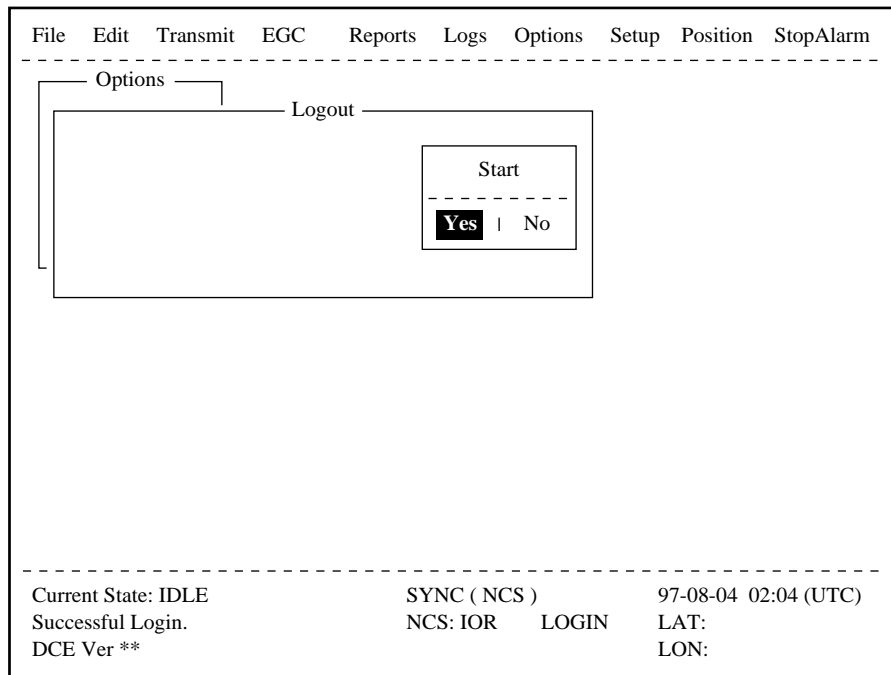 File Edit Transmit EGC Reports Logs Options Setup Position StopAlarm
Options
Logout
Start
Yes | No
Current State: IDLE SYNC ( NCS ) 97-08-04 02:04 (UTC)
Successful Login. NCS: IOR LOGIN LAT:
DCE Ver ** LON: